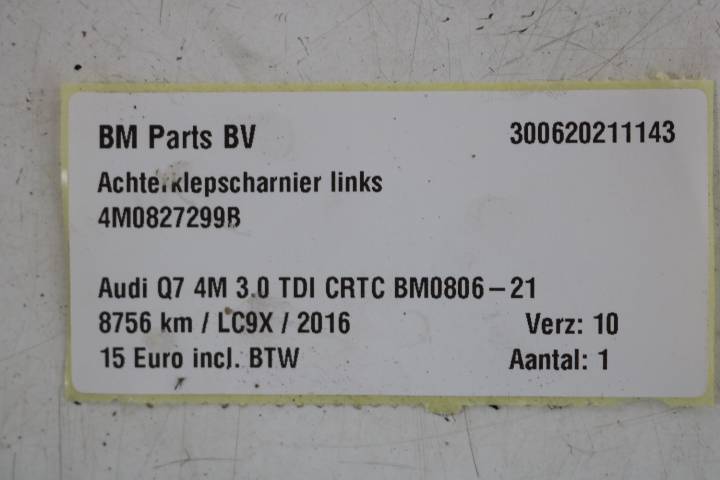 BM Parts BV 300620211143
Achterklepscharnier links
4M0827299B
Audi Q7 4M 3.0 TDI CRTC BM0806-21
8756 km / LC9X / 2016 Verz: 10
15 Euro incl. BTW Aantal: 1